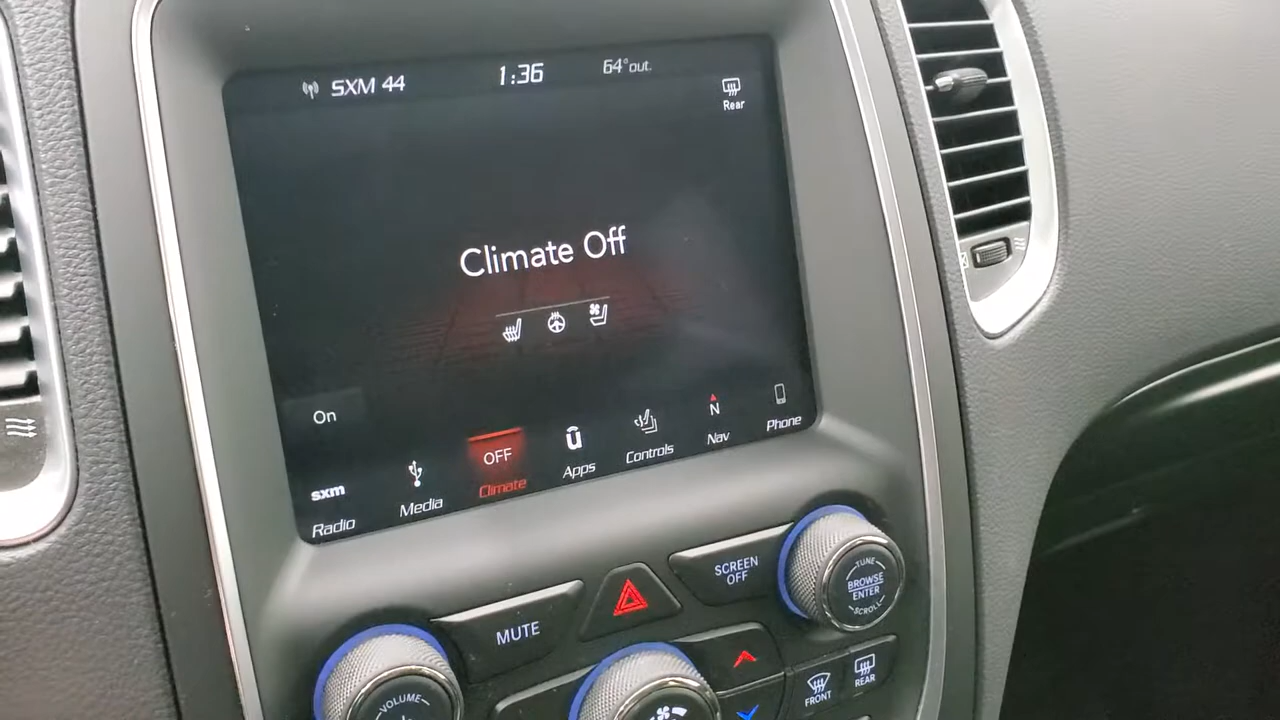 SXM 44
1:36
64°out.
Rear
Climate Off
On
OFF
sxm
Radio
Media
Climate
Apps
Controls
N
Nav
Phone
MUTE
SCREEN
OFF
TUNE
BROWSE
ENTER
SCROLL
VOLUME
FRONT
REAR